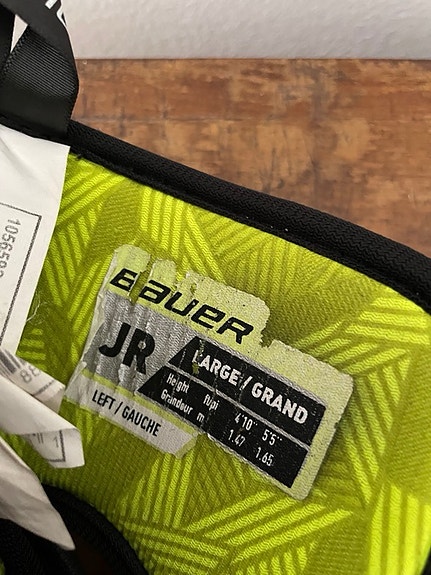 BAUER
JR
LARGE / GRAND
Height ft/pi 4'10" 5'5"
Grandeur m 1.47 1.65
LEFT / GAUCHE